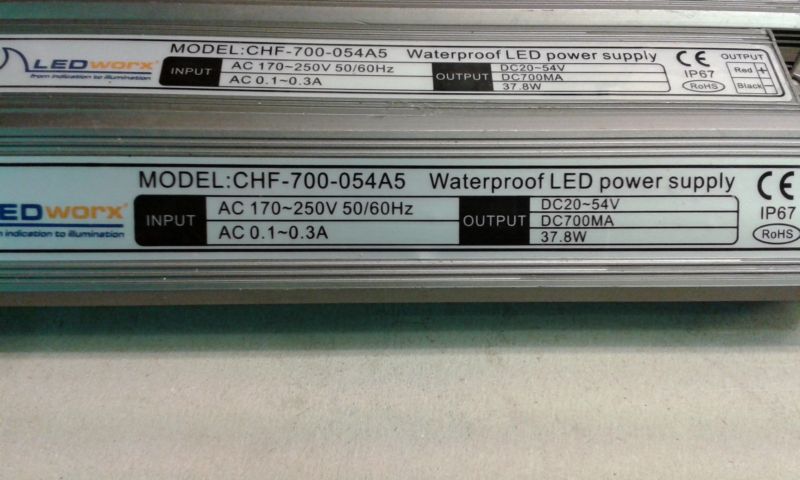 LEDworx MODEL:CHF-700-054A5 Waterproof LED power supply CE OUTPUT
from indication to illumination INPUT AC 170~250V 50/60Hz OUTPUT DC20~54V IP67 Red +
AC 0.1~0.3A DC700MA RoHS Black -
37.8W
MODEL:CHF-700-054A5 Waterproof LED power supply CE
EDworx INPUT AC 170~250V 50/60Hz OUTPUT DC20~54V IP67
om indication to illumination AC 0.1~0.3A DC700MA RoHS
37.8W